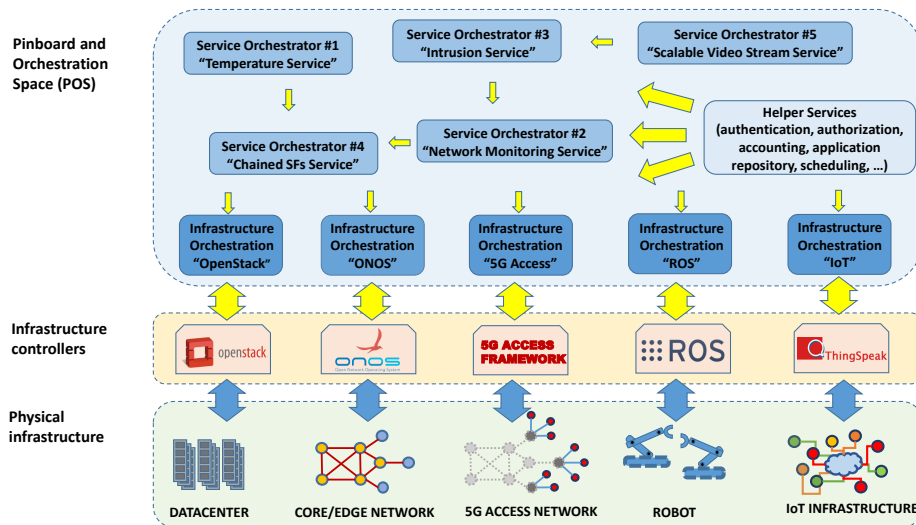 Pinboard and
Orchestration
Space (POS)
Service Orchestrator #1
“Temperature Service”
Service Orchestrator #3
“Intrusion Service”
Service Orchestrator #5
“Scalable Video Stream Service”
Service Orchestrator #4
“Chained SFs Service”
Service Orchestrator #2
“Network Monitoring Service”
Helper Services
(authentication, authorization,
accounting, application
repository, scheduling, ...)
Infrastructure
Orchestration
“OpenStack“
Infrastructure
Orchestration
“ONOS”
Infrastructure
Orchestration
“5G Access”
Infrastructure
Orchestration
“ROS”
Infrastructure
Orchestration
“IoT”
Infrastructure
controllers
openstack
onos
Open Network Operating System
5G ACCESS
FRAMEWORK
ROS
ThingSpeak
Physical
infrastructure
DATACENTER
CORE/EDGE NETWORK
5G ACCESS NETWORK
ROBOT
IoT INFRASTRUCTURE